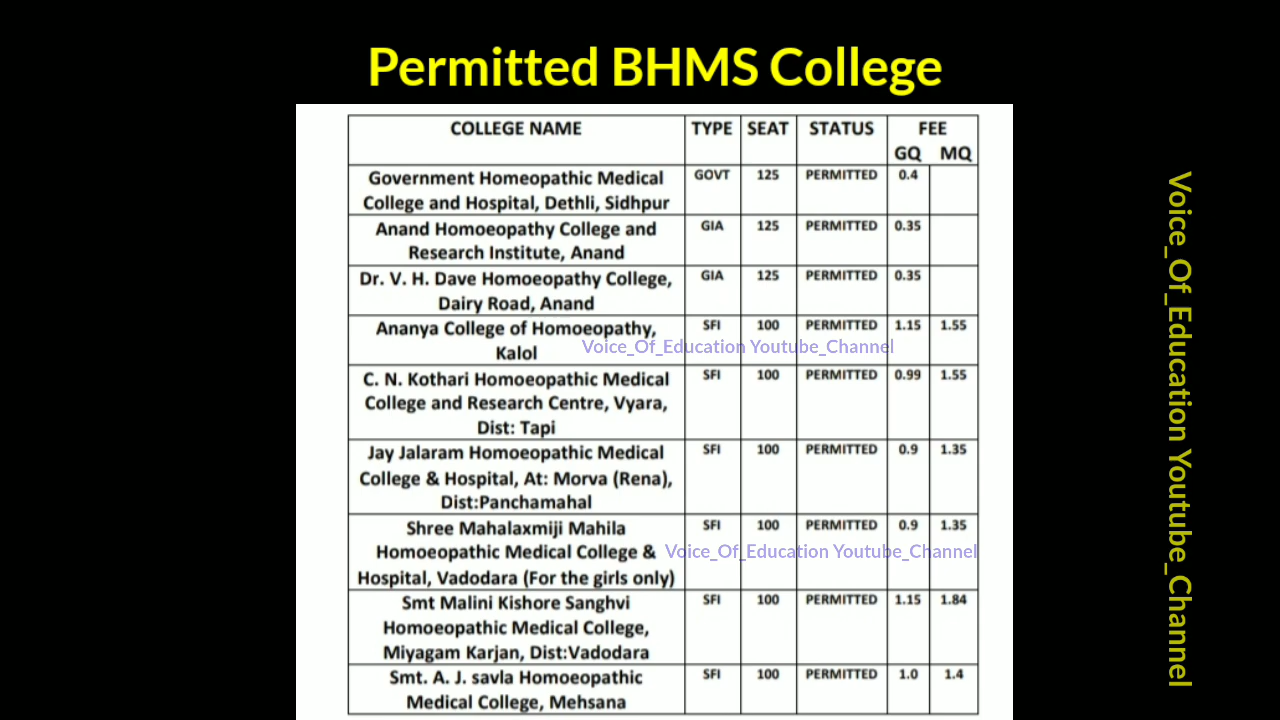 Permitted BHMS College
COLLEGE NAME TYPE SEAT STATUS FEE
GQ MQ
Government Homeopathic Medical GOVT 125 PERMITTED 0.4
College and Hospital, Dethli, Sidhpur
Anand Homoeopathy College and GIA 125 PERMITTED 0.35
Research Institute, Anand
Dr. V. H. Dave Homoeopathy College, GIA 125 PERMITTED 0.35
Dairy Road, Anand
Ananya College of Homoeopathy, SFI 100 PERMITTED 1.15 1.55
Kalol
Voice_Of_Education Youtube_Channel
C. N. Kothari Homoeopathic Medical SFI 100 PERMITTED 0.99 1.55
College and Research Centre, Vyara,
Dist: Tapi
Jay Jalaram Homoeopathic Medical SFI 100 PERMITTED 0.9 1.35
College & Hospital, At: Morva (Rena),
Dist:Panchamahal
Shree Mahalaxmiji Mahila SFI 100 PERMITTED 0.9 1.35
Homoeopathic Medical College &
Voice_Of_Education Youtube_Channel
Hospital, Vadodara (For the girls only)
Smt Malini Kishore Sanghvi SFI 100 PERMITTED 1.15 1.84
Homoeopathic Medical College,
Miyagam Karjan, Dist:Vadodara
Smt. A. J. savla Homoeopathic SFI 100 PERMITTED 1.0 1.4
Medical College, Mehsana
Voice_Of_Education Youtube_Channel